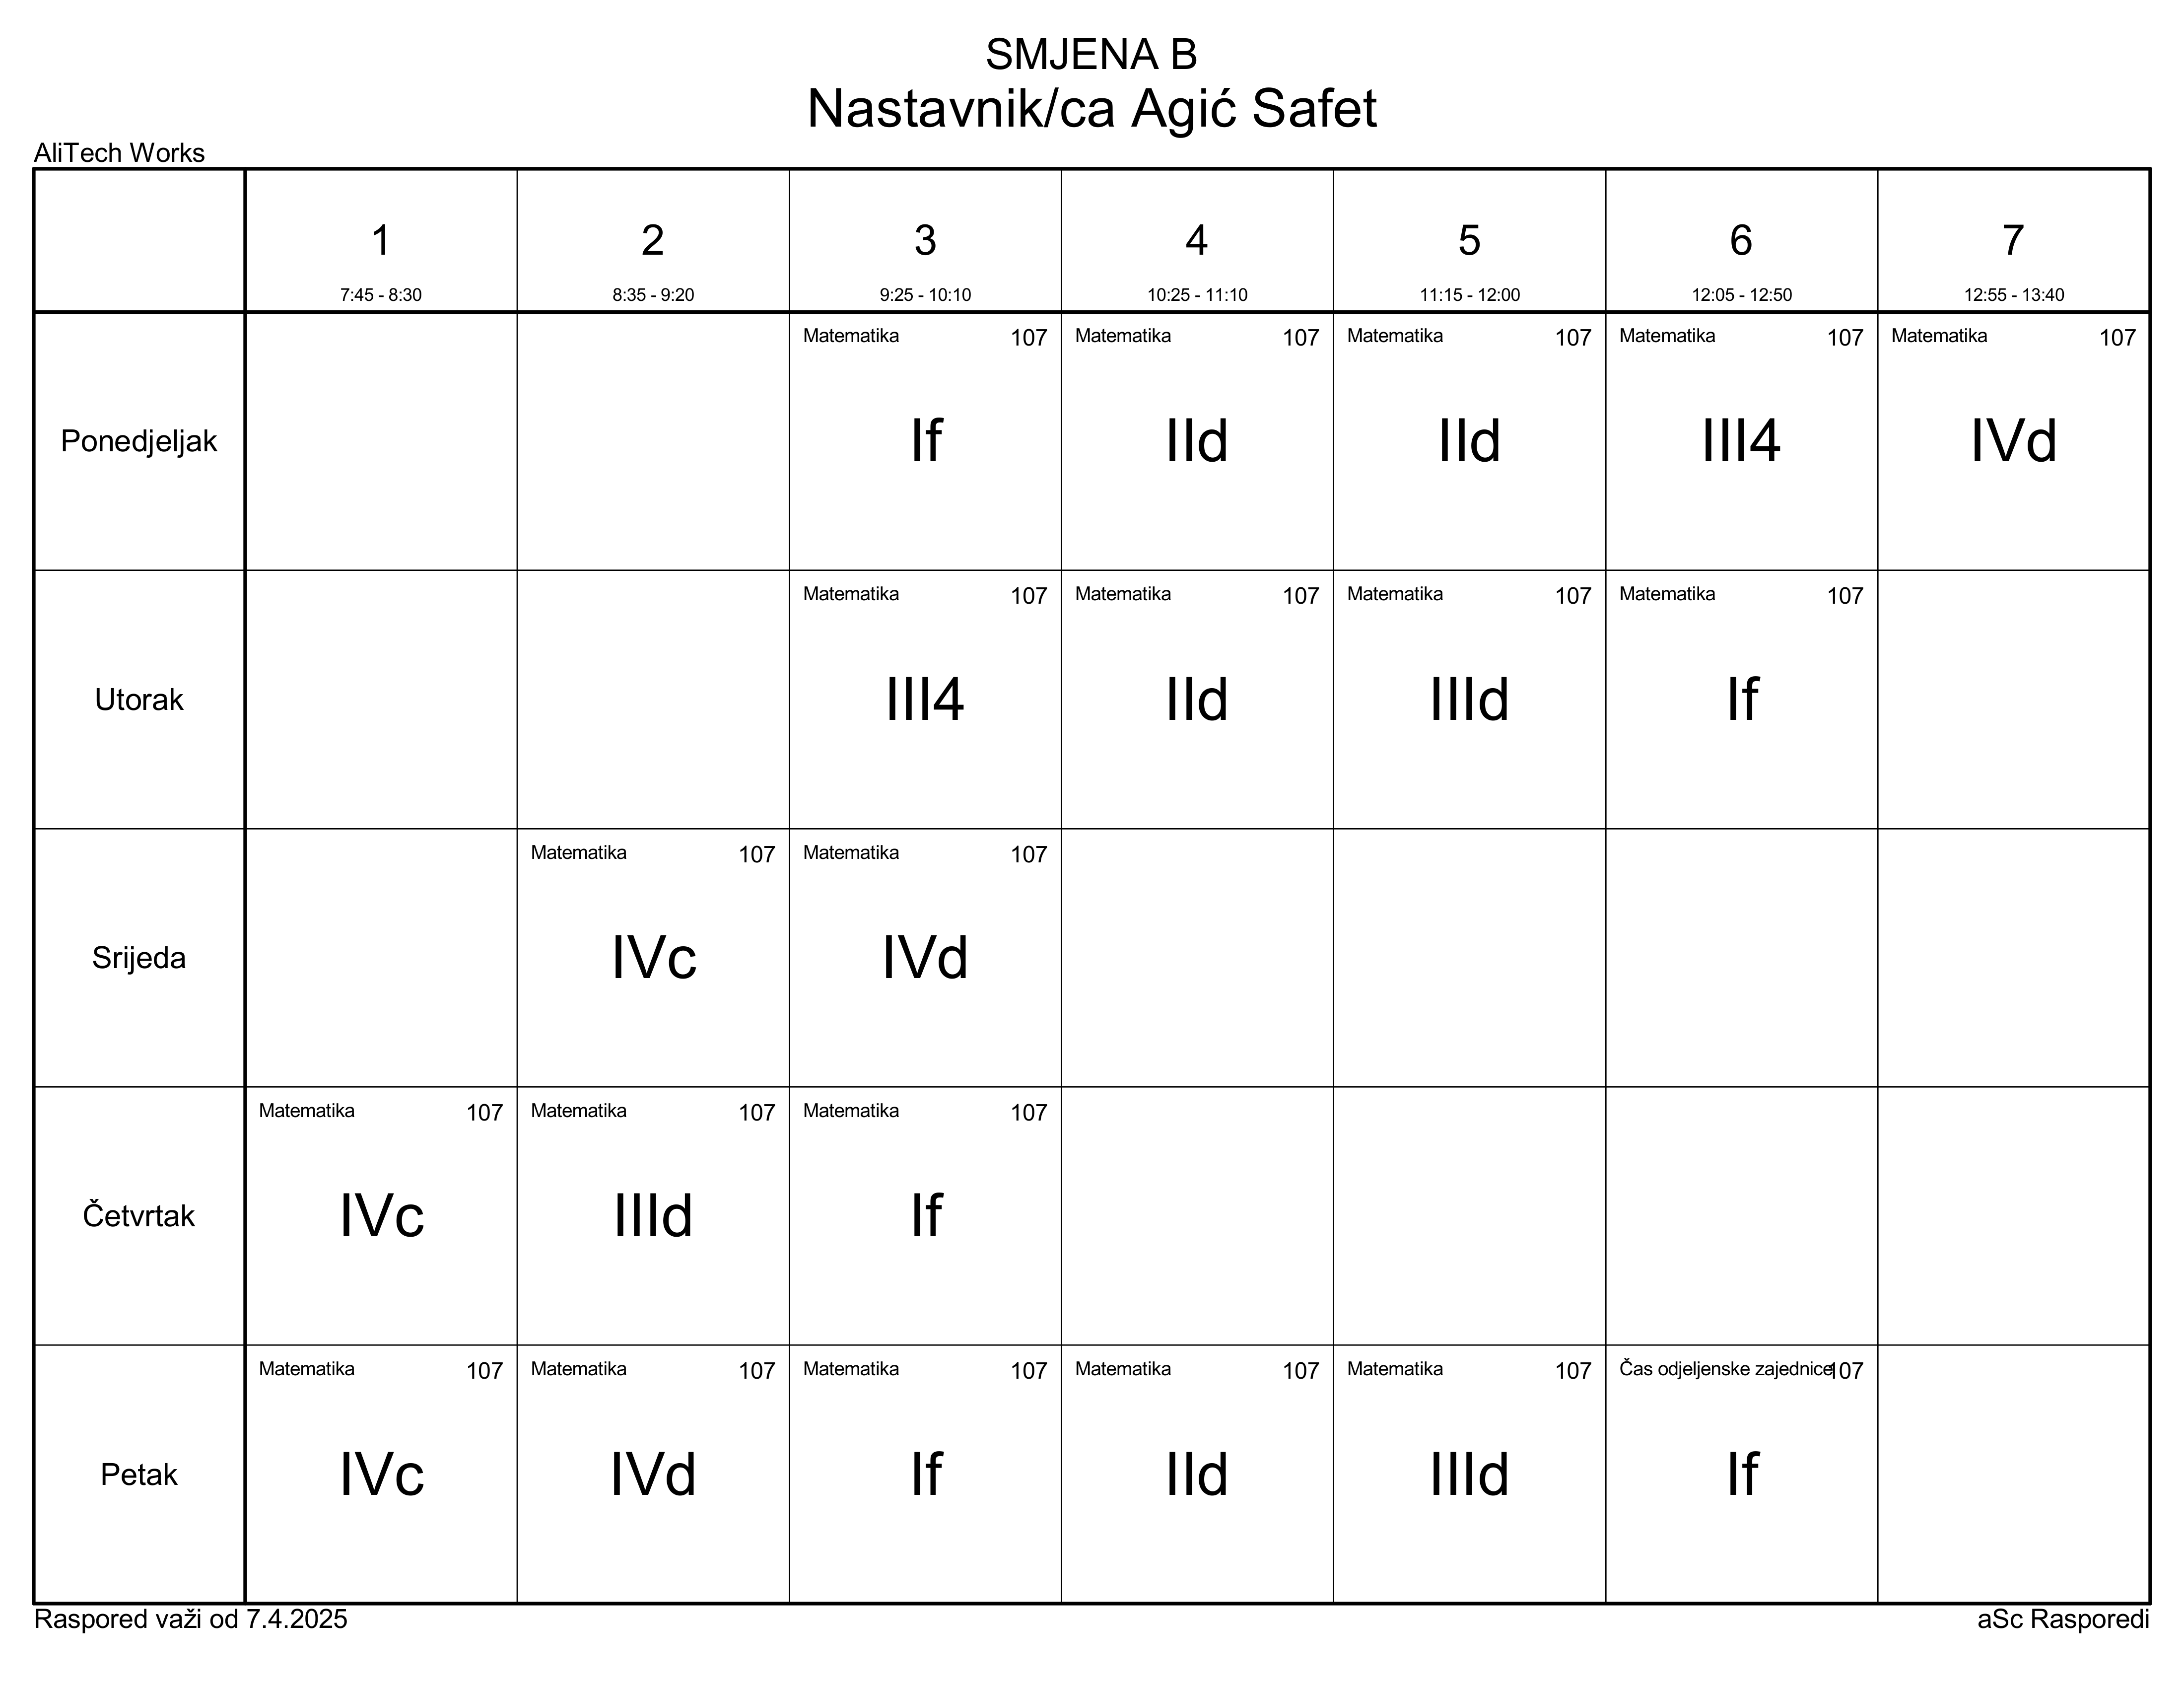 SMJENA B
Nastavnik/ca Agić Safet
AliTech Works
1 2 3 4 5 6 7
7:45 - 8:30 8:35 - 9:20 9:25 - 10:10 10:25 - 11:10 11:15 - 12:00 12:05 - 12:50 12:55 - 13:40
Matematika 107 Matematika 107 Matematika 107 Matematika 107 Matematika 107
Ponedjeljak If IId IId III4 IVd
Matematika 107 Matematika 107 Matematika 107 Matematika 107
Utorak III4 IId IIId If
Matematika 107 Matematika 107
Srijeda IVc IVd
Matematika 107 Matematika 107 Matematika 107
Četvrtak IVc IIId If
Matematika 107 Matematika 107 Matematika 107 Matematika 107 Matematika 107 Čas odjeljenske zajednice 107
Petak IVc IVd If IId IIId If
Raspored važi od 7.4.2025 aSc Rasporedi